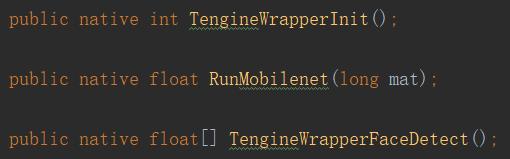 public native int TengineWrapperInit();
public native float RunMobilenet(long mat);
public native float[] TengineWrapperFaceDetect();